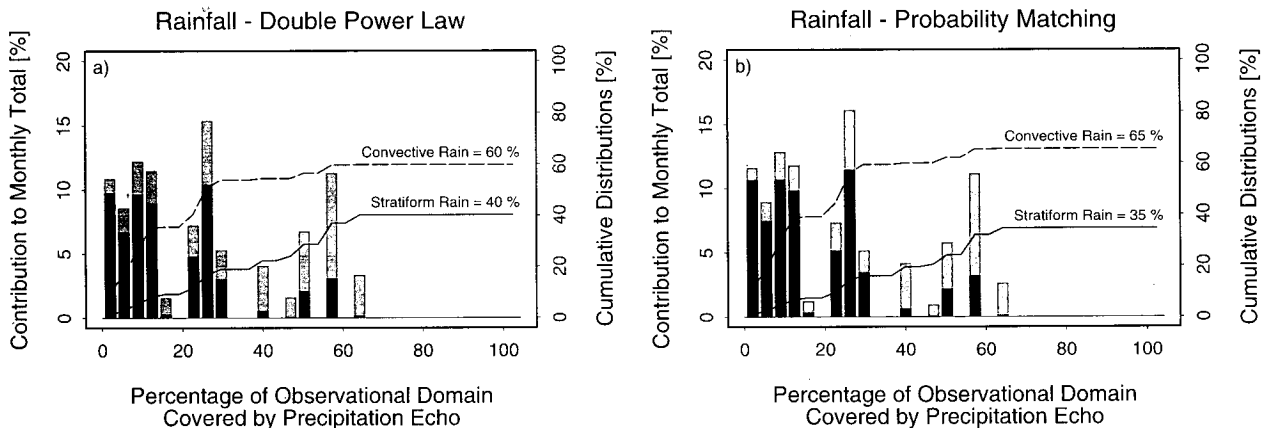 Rainfall - Double Power Law
Contribution to Monthly Total [%]
20
15
10
5
0
a)
Convective Rain = 60 %
Stratiform Rain = 40 %
100
80
60
40
20
0
Cumulative Distributions [%]
0 20 40 60 80 100
Percentage of Observational Domain
Covered by Precipitation Echo
Rainfall - Probability Matching
Contribution to Monthly Total [%]
20
15
10
5
0
b)
Convective Rain = 65 %
Stratiform Rain = 35 %
100
80
60
40
20
0
Cumulative Distributions [%]
0 20 40 60 80 100
Percentage of Observational Domain
Covered by Precipitation Echo